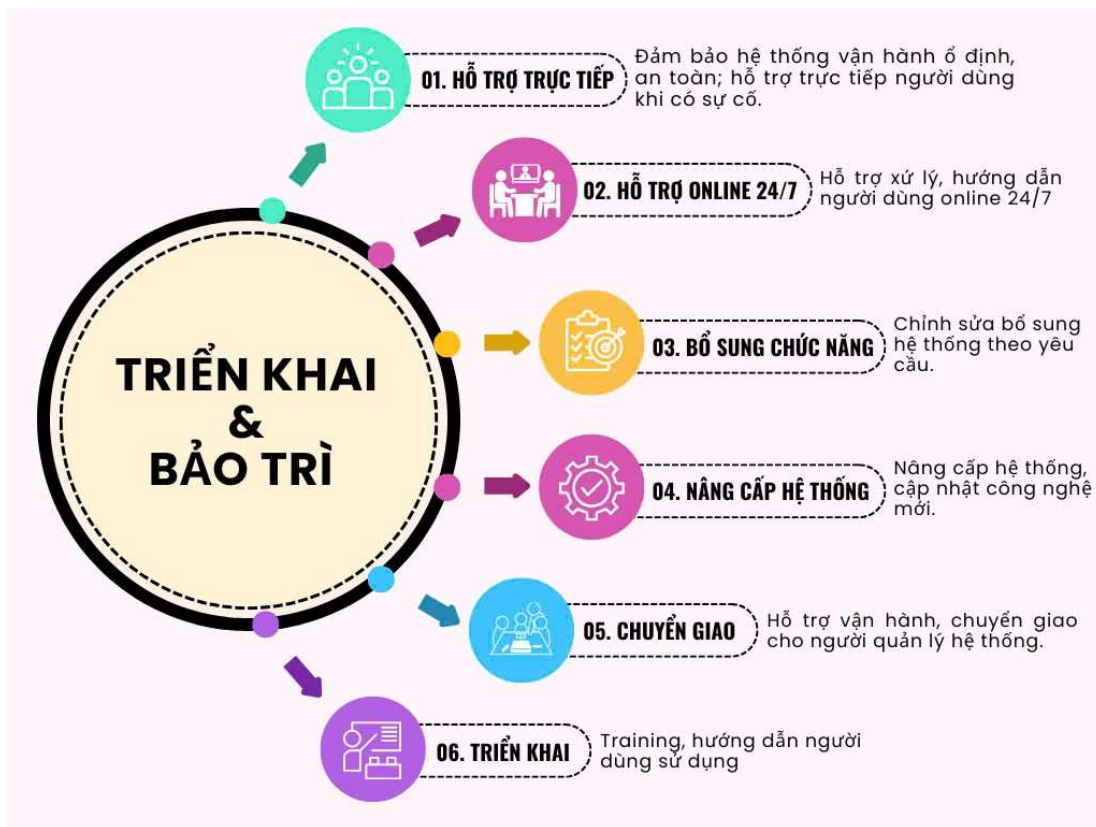 TRIỂN KHAI
&
BẢO TRÌ
01. HỖ TRỢ TRỰC TIẾP
Đảm bảo hệ thống vận hành ổ định,
an toàn; hỗ trợ trực tiếp người dùng
khi có sự cố.
02. HỖ TRỢ ONLINE 24/7
Hỗ trợ xử lý, hướng dẫn
người dùng online 24/7
03. BỔ SUNG CHỨC NĂNG
Chỉnh sửa bổ sung
hệ thống theo yêu
cầu.
04. NÂNG CẤP HỆ THỐNG
Nâng cấp hệ thống,
cập nhật công nghệ
mới.
05. CHUYỂN GIAO
Hỗ trợ vận hành, chuyển giao
cho người quản lý hệ thống.
06. TRIỂN KHAI
Training, hướng dẫn người
dùng sử dụng